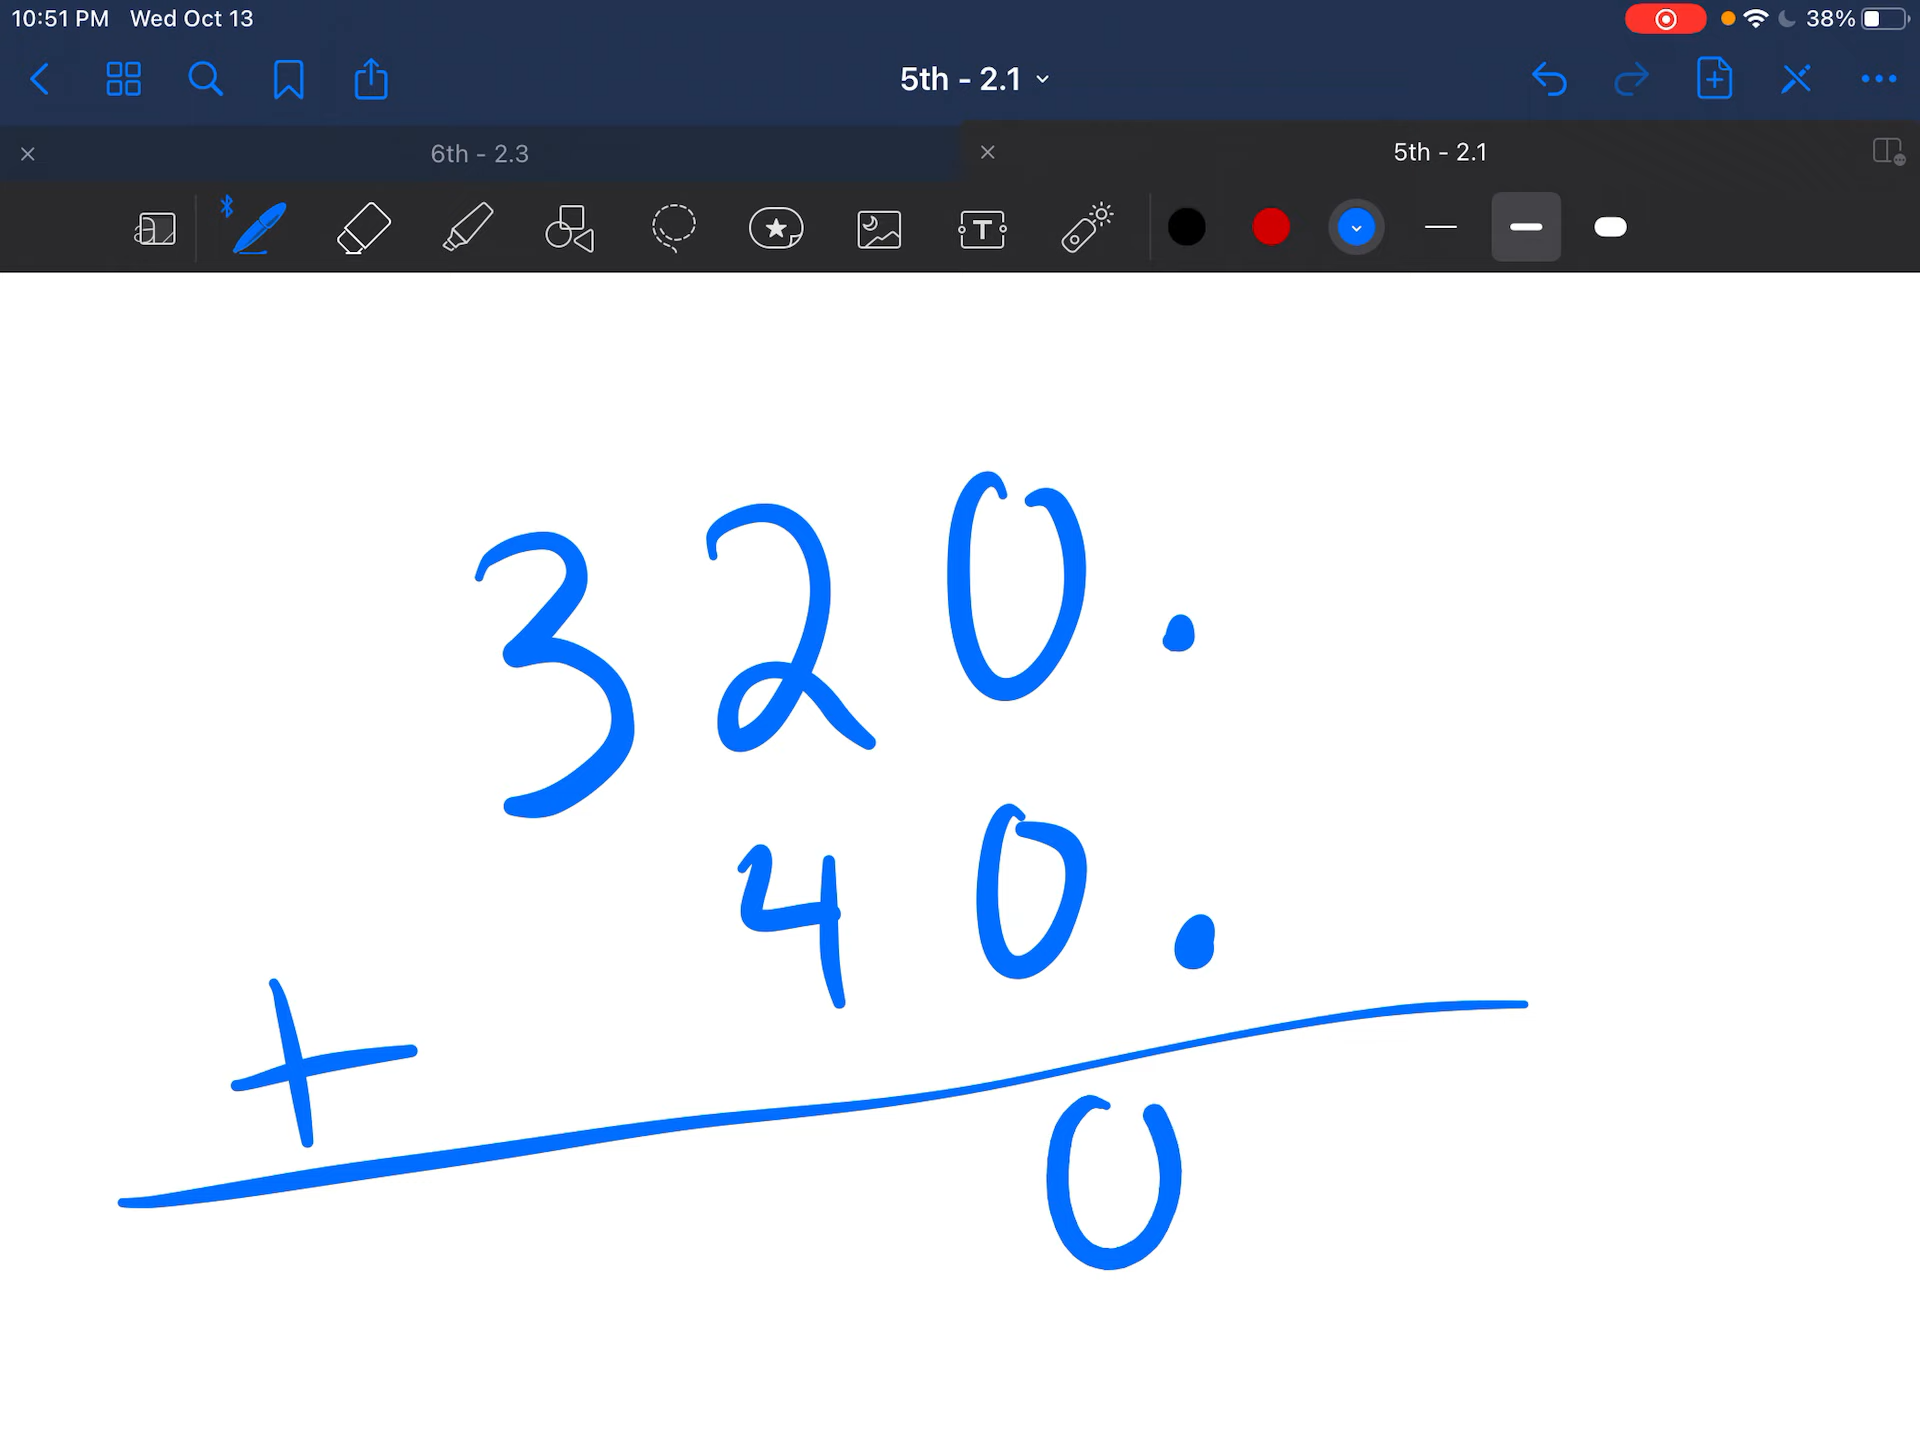 10:51 PM Wed Oct 13 38%
5th - 2.1
6th - 2.3 5th - 2.1
T
320.
40.
+
0